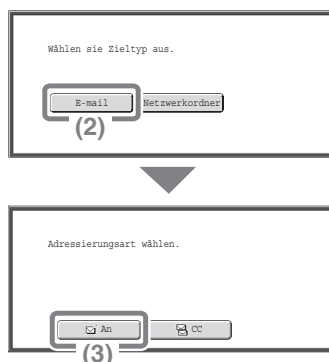 Wählen sie Zieltyp aus.
E-mail Netzwerkordner
(2)
Adressierungsart wählen.
An CC
(3)